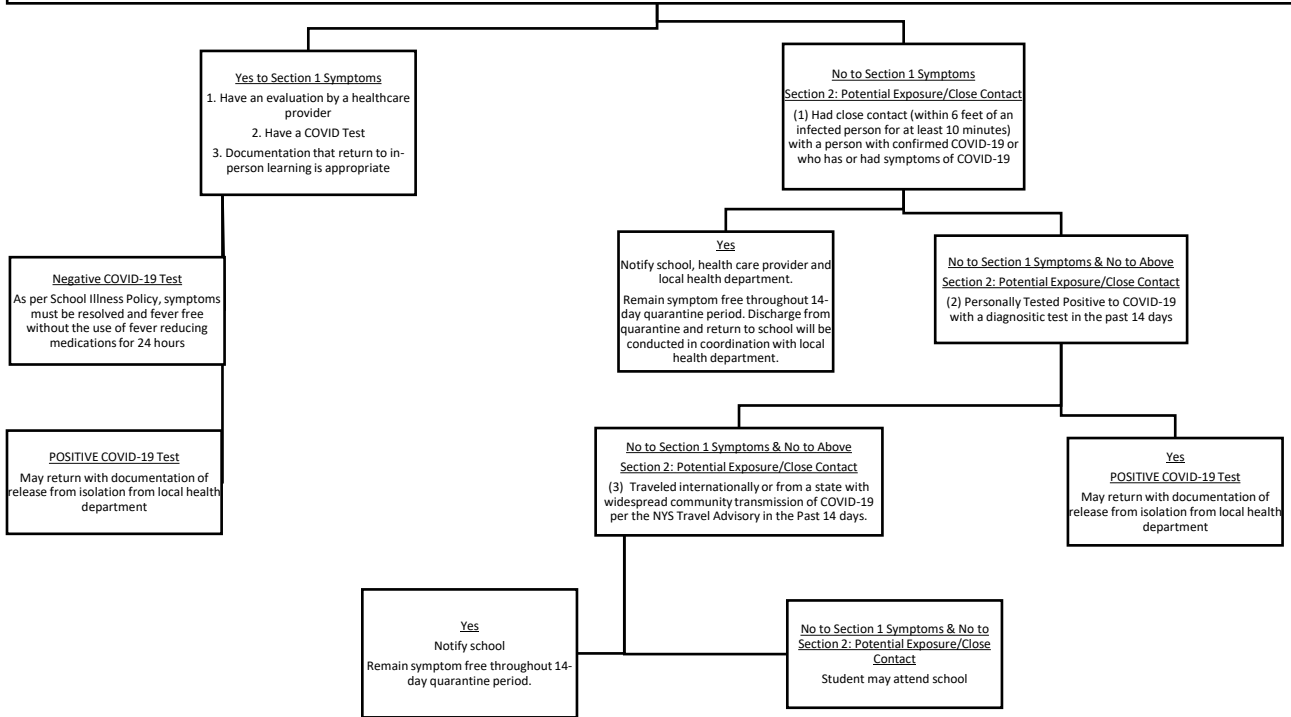 Yes to Section 1 Symptoms
1. Have an evaluation by a healthcare
provider
2. Have a COVID Test
3. Documentation that return to in-
person learning is appropriate
No to Section 1 Symptoms
Section 2: Potential Exposure/Close Contact
(1) Had close contact (within 6 feet of an
infected person for at least 10 minutes)
with a person with confirmed COVID-19 or
who has or had symptoms of COVID-19
Negative COVID-19 Test
As per School Illness Policy, symptoms
must be resolved and fever free
without the use of fever reducing
medications for 24 hours
Yes
Notify school, health care provider and
local health department.
Remain symptom free throughout 14-
day quarantine period. Discharge from
quarantine and return to school will be
conducted in coordination with local
health department.
No to Section 1 Symptoms & No to Above
Section 2: Potential Exposure/Close Contact
(2) Personally Tested Positive to COVID-19
with a diagnositic test in the past 14 days
POSITIVE COVID-19 Test
May return with documentation of
release from isolation from local health
department
No to Section 1 Symptoms & No to Above
Section 2: Potential Exposure/Close Contact
(3) Traveled internationally or from a state with
widespread community transmission of COVID-19
per the NYS Travel Advisory in the Past 14 days.
Yes
POSITIVE COVID-19 Test
May return with documentation of
release from isolation from local health
department
Yes
Notify school
Remain symptom free throughout 14-
day quarantine period.
No to Section 1 Symptoms & No to
Section 2: Potential Exposure/Close
Contact
Student may attend school